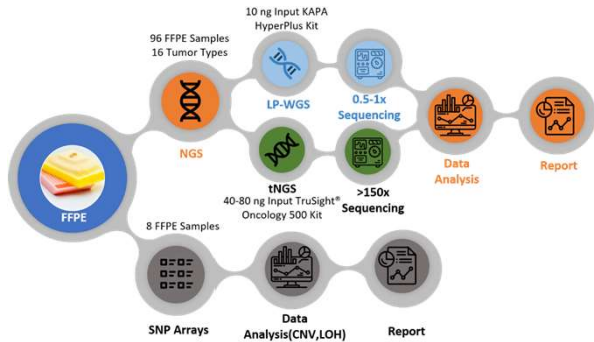 10 ng Input KAPA
HyperPlus Kit
96 FFPE Samples
16 Tumor Types
LP-WGS
0.5-1x
Sequencing
NGS
FFPE
tNGS
40-80 ng Input TruSight®
Oncology 500 Kit
>150x
Sequencing
Data
Analysis
Report
8 FFPE Samples
SNP Arrays
Data
Analysis(CNV,LOH)
Report